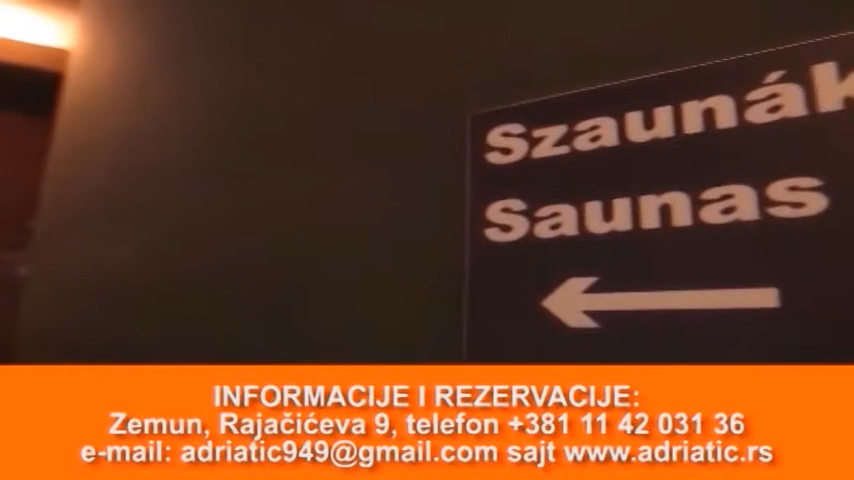 Szaunák
Saunas
INFORMACIJE I REZERVACIJE:
Zemun, Rajačićeva 9, telefon +381 11 42 031 36
e-mail: adriatic949@gmail.com sajt www.adriatic.rs